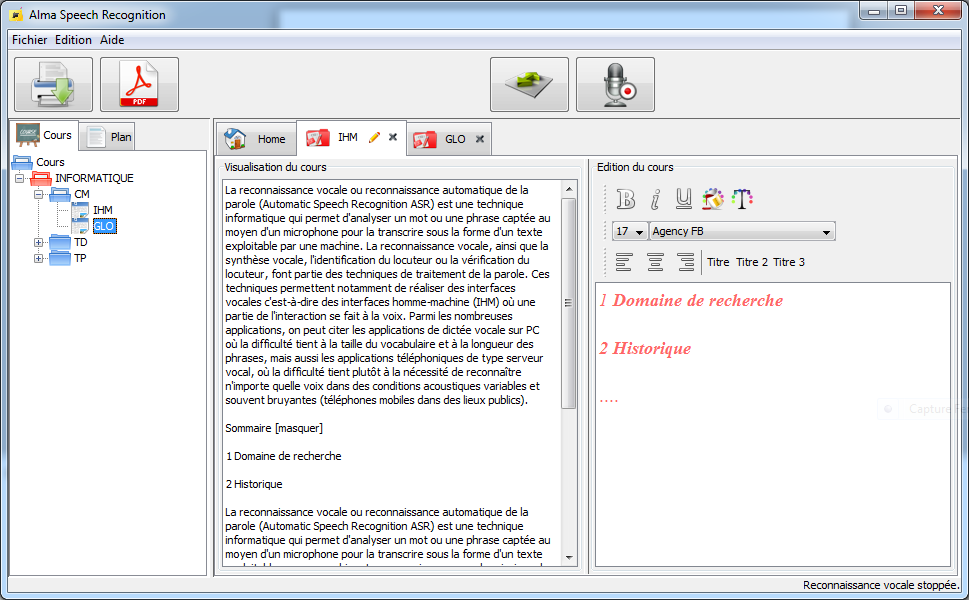 Alma Speech Recognition
Fichier Edition Aide
PDF
Cours Plan
Cours
INFORMATIQUE
CM
IHM
GLO
TD
TP
Home IHM GLO
Visualisation du cours
La reconnaissance vocale ou reconnaissance automatique de la
parole (Automatic Speech Recognition ASR) est une technique
informatique qui permet d'analyser un mot ou une phrase captée au
moyen d'un microphone pour la transcrire sous la forme d'un texte
exploitable par une machine. La reconnaissance vocale, ainsi que la
synthèse vocale, l'identification du locuteur ou la vérification du
locuteur, font partie des techniques de traitement de la parole. Ces
techniques permettent notamment de réaliser des interfaces
vocales c'est-à-dire des interfaces homme-machine (IHM) où une
partie de l'interaction se fait à la voix. Parmi les nombreuses
applications, on peut citer les applications de dictée vocale sur PC
où la difficulté tient à la taille du vocabulaire et à la longueur des
phrases, mais aussi les applications téléphoniques de type serveur
vocal, où la difficulté tient plutôt à la nécessité de reconnaître
n'importe quelle voix dans des conditions acoustiques variables et
souvent bruyantes (téléphones mobiles dans des lieux publics).
Sommaire [masquer]
1 Domaine de recherche
2 Historique
La reconnaissance vocale ou reconnaissance automatique de la
parole (Automatic Speech Recognition ASR) est une technique
informatique qui permet d'analyser un mot ou une phrase captée au
moyen d'un microphone pour la transcrire sous la forme d'un texte
Edition du cours
B i U T
17 Agency FB
Titre Titre 2 Titre 3
1 Domaine de recherche
2 Historique
....
Capture
Reconnaissance vocale stoppée.